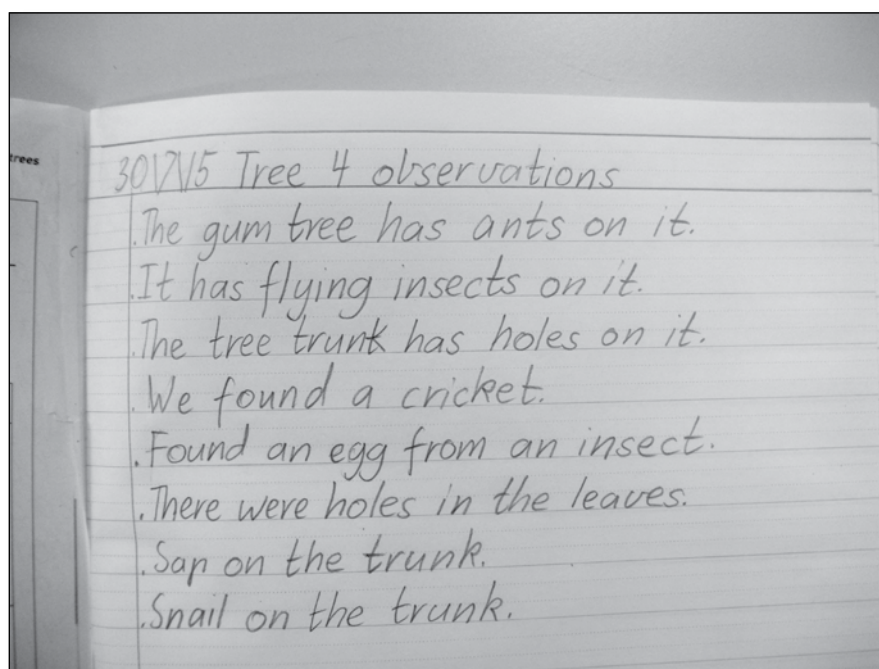 trees
30\7\15 Tree 4 observations
.The gum tree has ants on it.
.It has flying insects on it.
.The tree trunk has holes on it.
.We found a cricket.
.Found an egg from an insect.
.There were holes in the leaves.
.Sap on the trunk.
.Snail on the trunk.